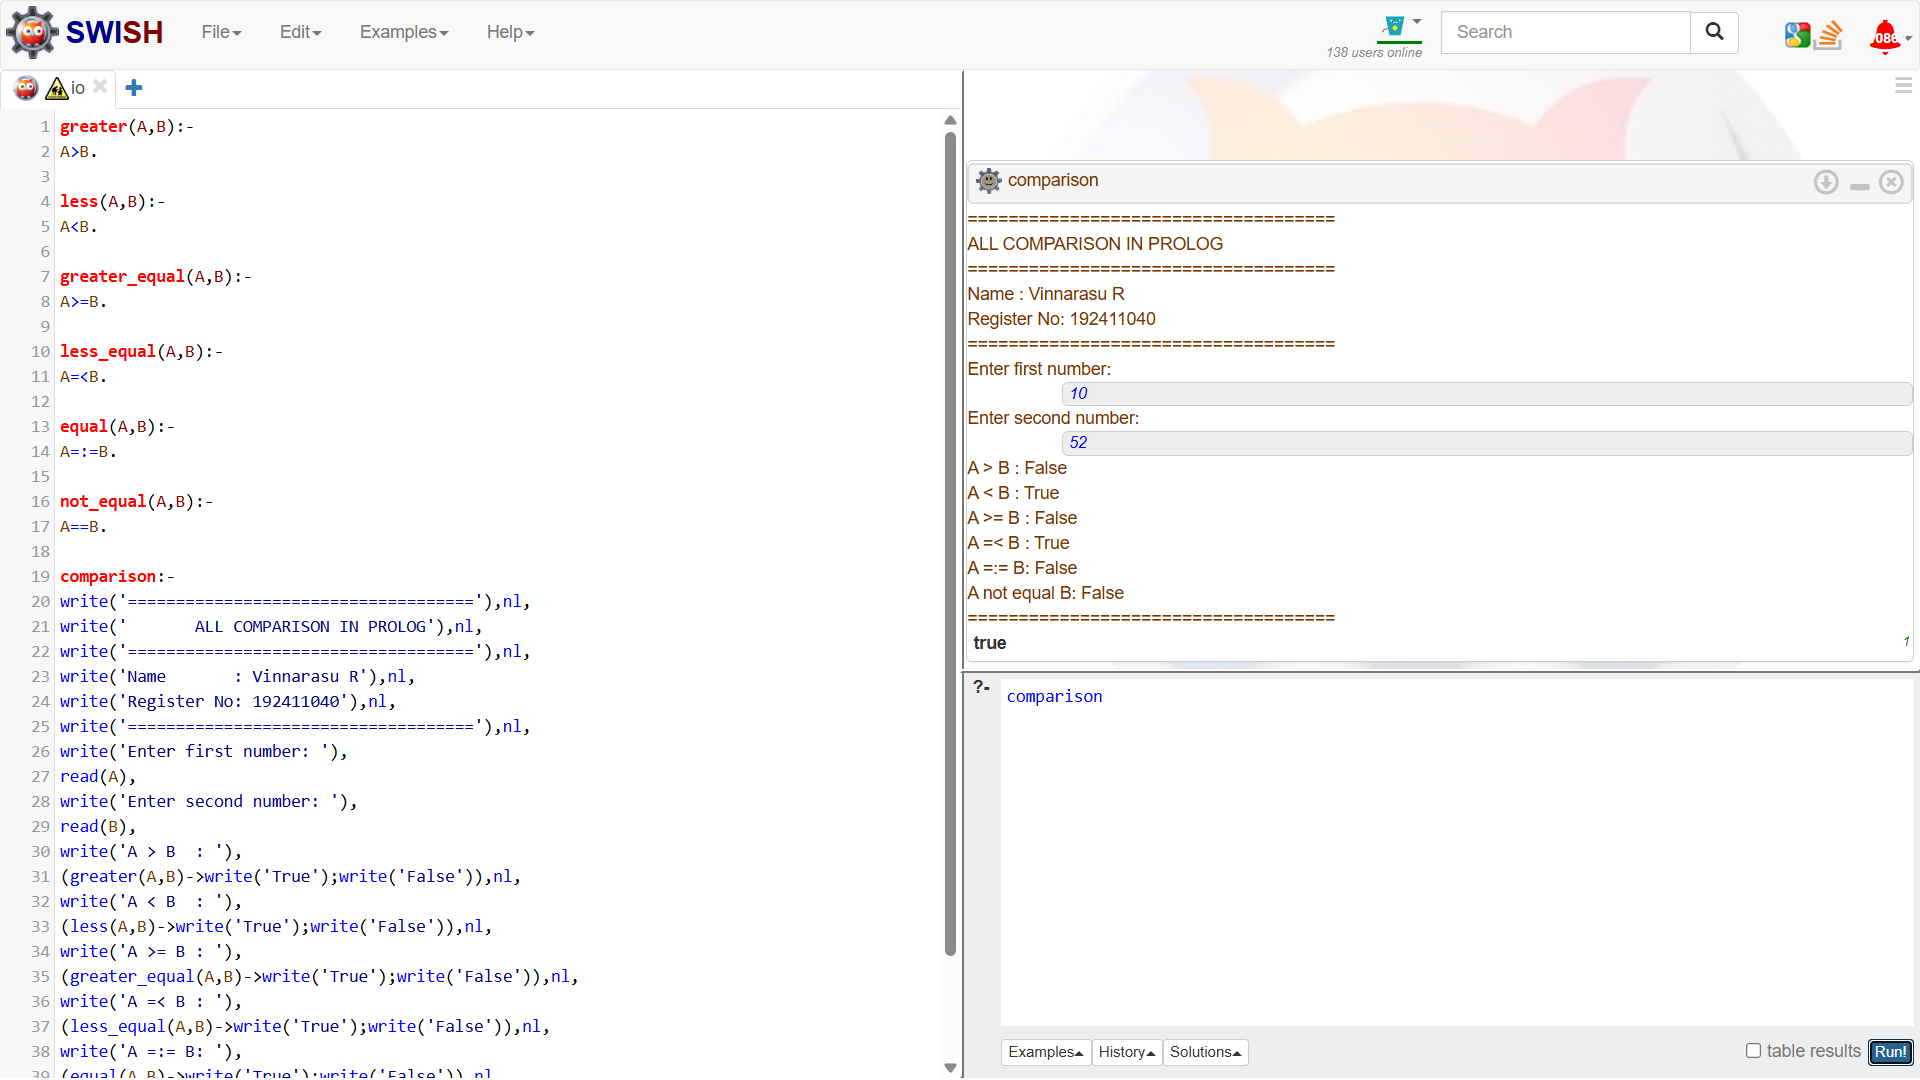 SWISH File Edit Examples Help 138 users online Search
io
1 greater(A,B):-
2 A>B.
3
4 less(A,B):-
5 A<B.
6
7 greater_equal(A,B):-
8 A>=B.
9
10 less_equal(A,B):-
11 A=<B.
12
13 equal(A,B):-
14 A=:=B.
15
16 not_equal(A,B):-
17 A==B.
18
19 comparison:-
20 write('===================================='),nl,
21 write('       ALL COMPARISON IN PROLOG'),nl,
22 write('===================================='),nl,
23 write('Name       : Vinnarasu R'),nl,
24 write('Register No: 192411040'),nl,
25 write('===================================='),nl,
26 write('Enter first number: '),
27 read(A),
28 write('Enter second number: '),
29 read(B),
30 write('A > B  : '),
31 (greater(A,B)->write('True');write('False')),nl,
32 write('A < B  : '),
33 (less(A,B)->write('True');write('False')),nl,
34 write('A >= B : '),
35 (greater_equal(A,B)->write('True');write('False')),nl,
36 write('A =< B : '),
37 (less_equal(A,B)->write('True');write('False')),nl,
38 write('A =:= B: '),
39 (equal(A,B)->write('True');write('False')),nl
comparison
====================================
ALL COMPARISON IN PROLOG
====================================
Name : Vinnarasu R
Register No: 192411040
====================================
Enter first number:
10
Enter second number:
52
A > B : False
A < B : True
A >= B : False
A =< B : True
A =:= B: False
A not equal B: False
====================================
true 1
?- comparison
Examples History Solutions table results Run!